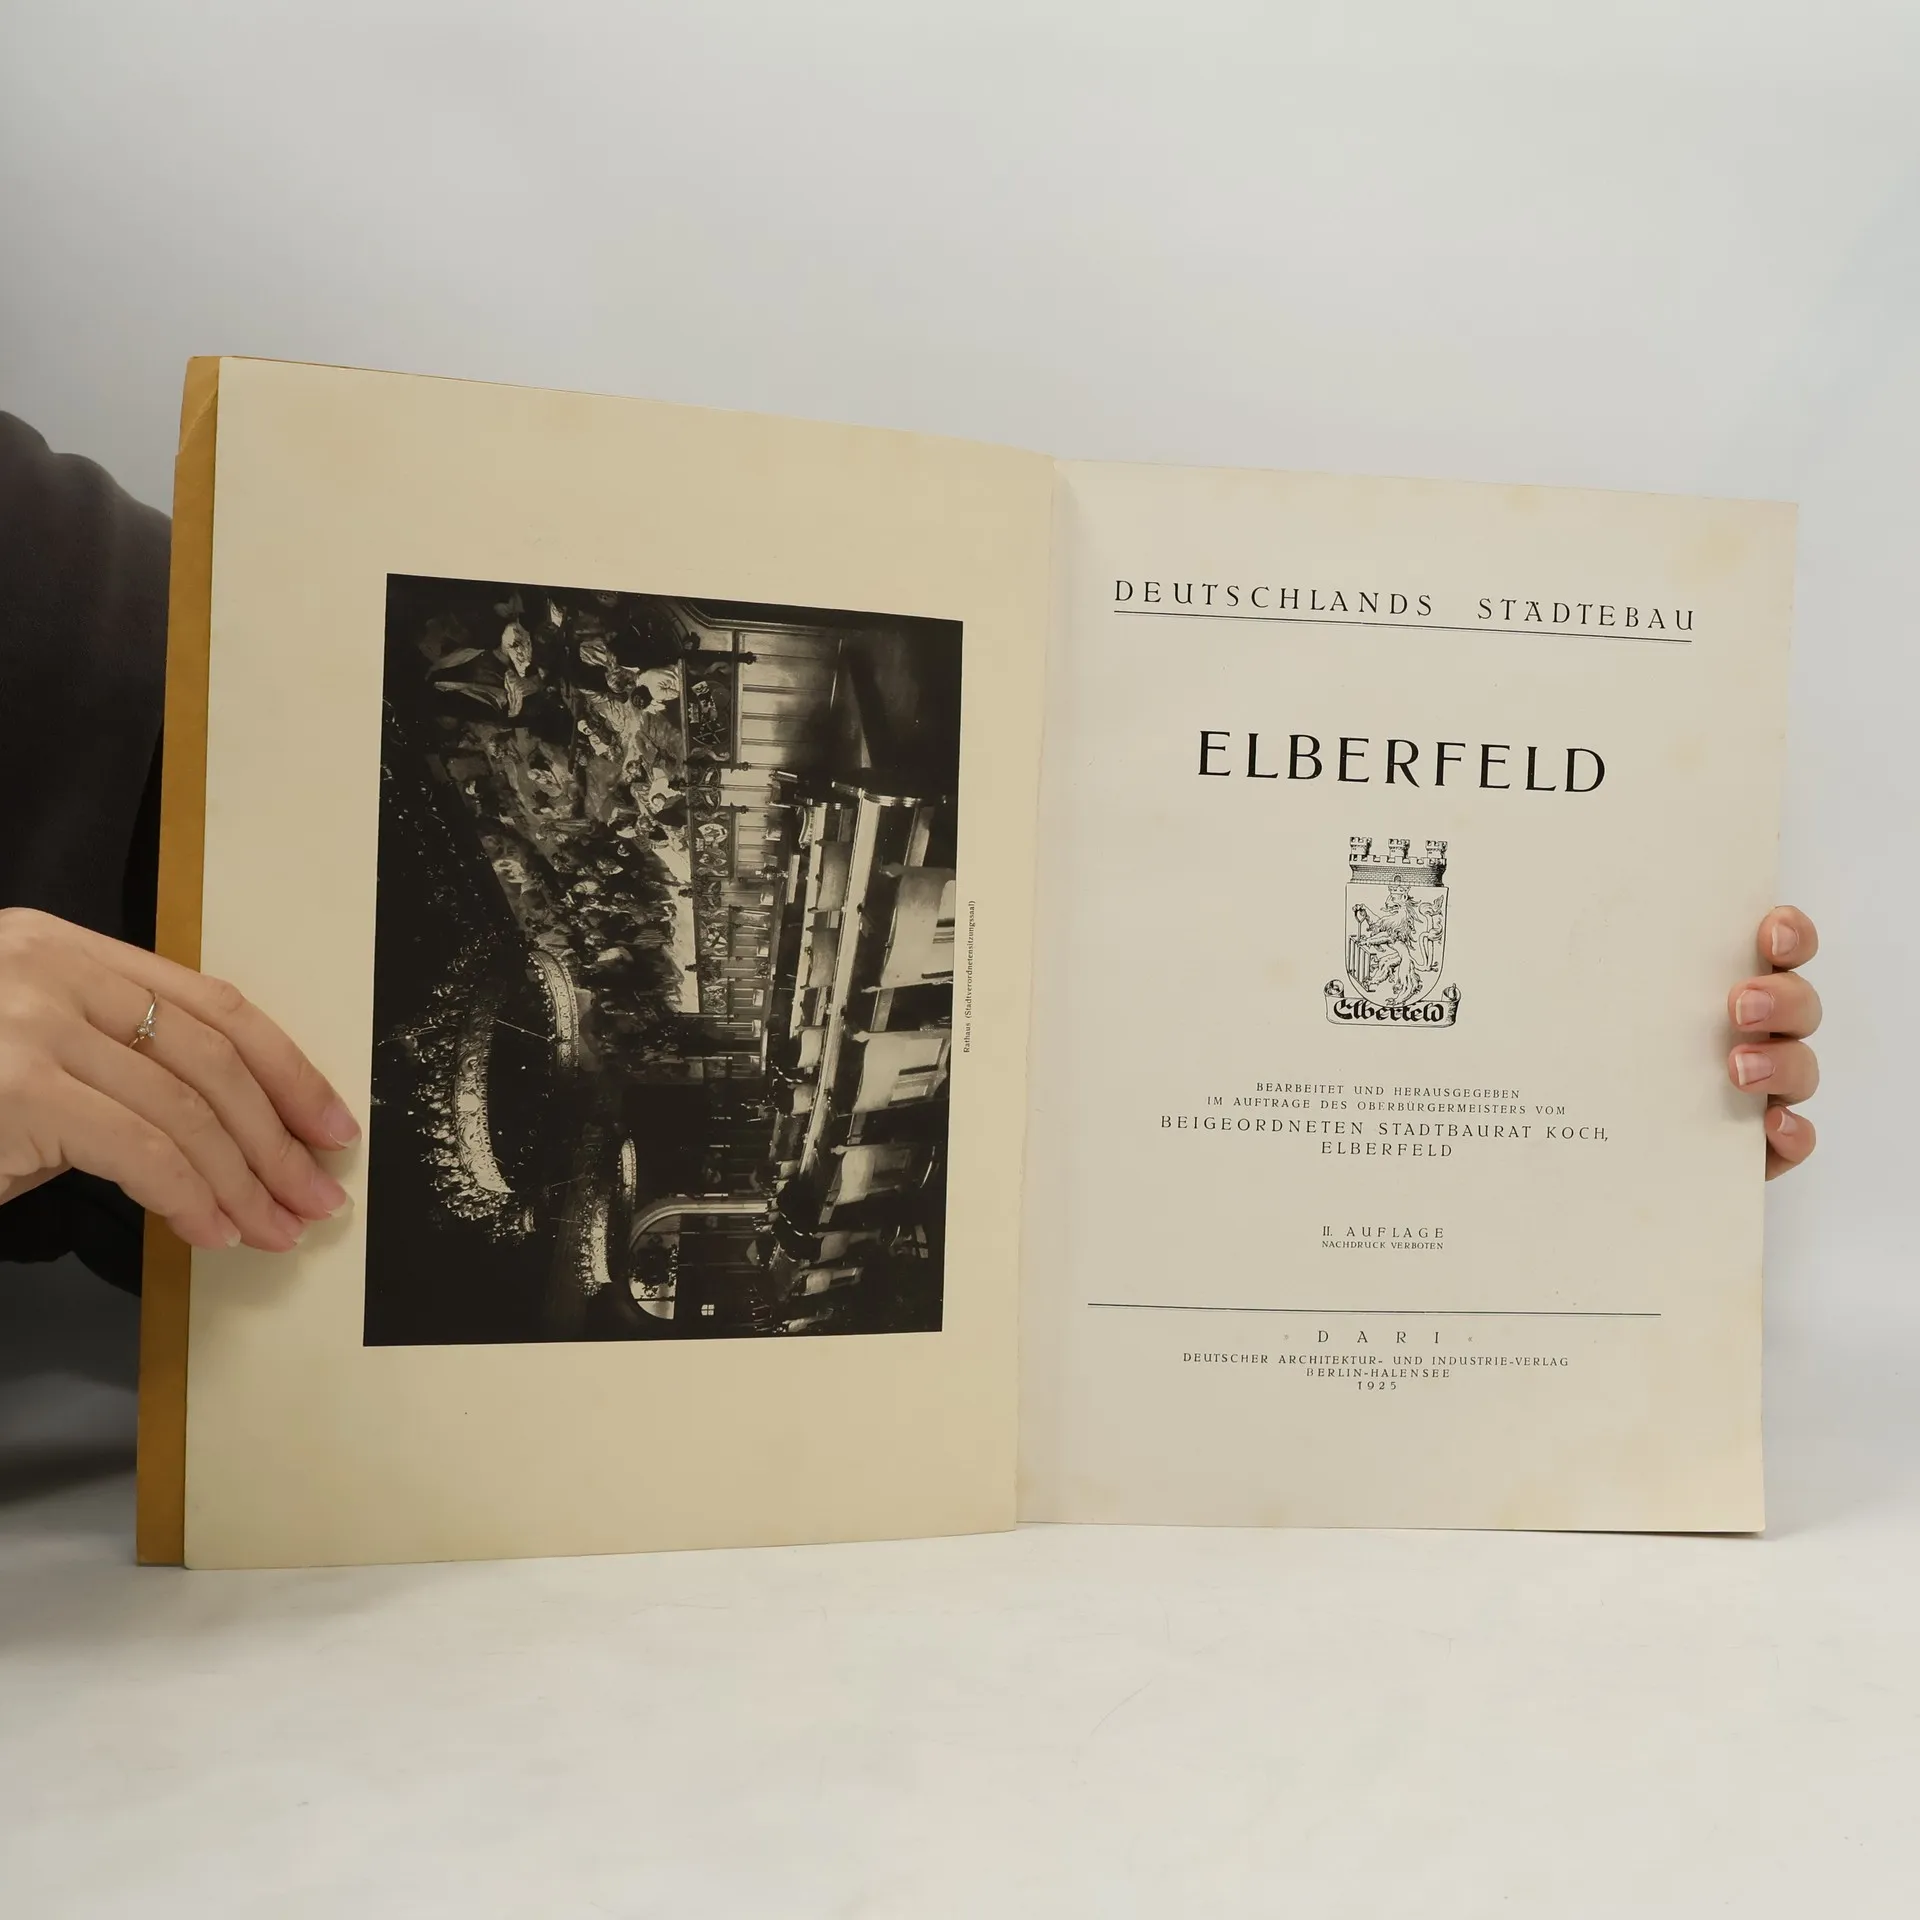 Rathaus (Stadtverordnetensitzungssaal)
DEUTSCHLANDS STÄDTEBAU
ELBERFELD
Elberfeld
BEARBEITET UND HERAUSGEGEBEN
IM AUFTRAGE DES OBERBÜRGERMEISTERS VOM
BEIGEORDNETEN STADTBAURAT KOCH,
ELBERFELD
II. AUFLAGE
NACHDRUCK VERBOTEN
DARI
DEUTSCHER ARCHITEKTUR- UND INDUSTRIE-VERLAG
BERLIN-HALENSEE
1925